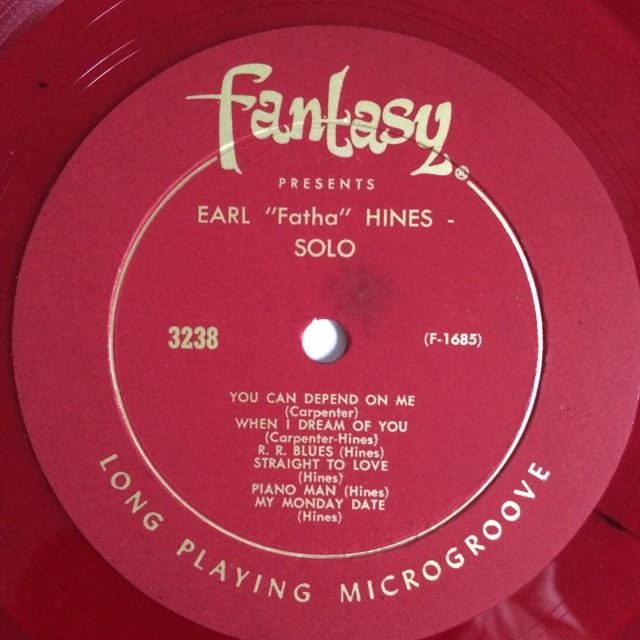 Fantasy®
PRESENTS
EARL "Fatha" HINES -
SOLO
3238
(F-1685)
YOU CAN DEPEND ON ME
(Carpenter)
WHEN I DREAM OF YOU
(Carpenter-Hines)
R. R. BLUES (Hines)
STRAIGHT TO LOVE
(Hines)
PIANO MAN (Hines)
MY MONDAY DATE
(Hines)
LONG PLAYING MICROGROOVE